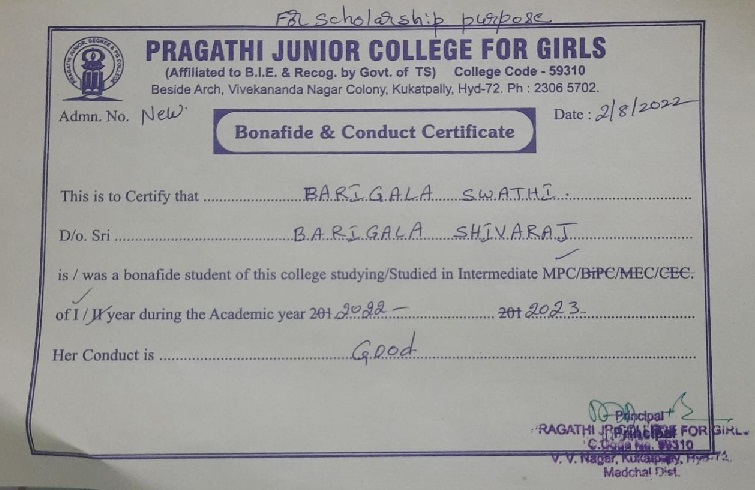 For scholarship purpose
PRAGATHI JUNIOR COLLEGE FOR GIRLS
(Affiliated to B.I.E. & Recog. by Govt. of TS) College Code - 59310
Beside Arch, Vivekananda Nagar Colony, Kukatpally, Hyd-72. Ph : 2306 5702.
Admn. No. New Date : 2/8/2022
Bonafide & Conduct Certificate
This is to Certify that BARIGALA SWATHI.
D/o. Sri BARIGALA SHIVARAJ
is / was a bonafide student of this college studying/Studied in Intermediate MPC/BiPC/MEC/CEC.
of I / II year during the Academic year 201 2022 - 201 2023
Her Conduct is Good
Principal
Principal
RAGATHI JR COLLEGE FOR GIRL
C.Code No. 59310
V. V. Nagar, Kukatpally, Hyd-72,
Medchal Dist.